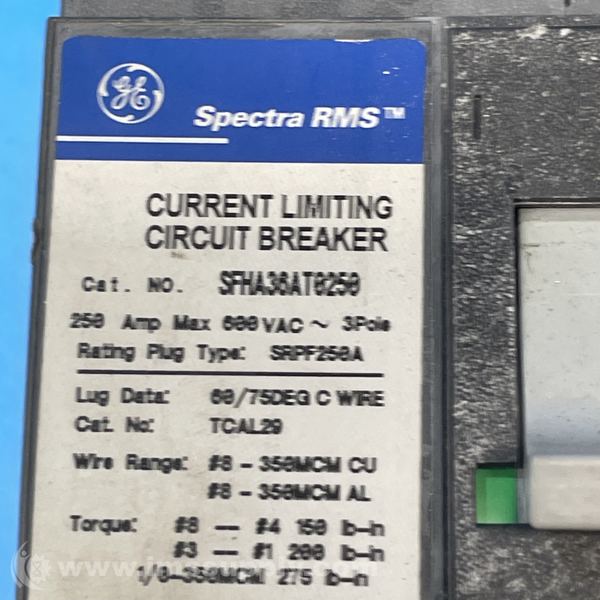 GE
Spectra RMS™
CURRENT LIMITING
CIRCUIT BREAKER
Cat. NO. SFHA36AT0250
250 Amp Max 600VAC ~ 3Pole
Rating Plug Type: SRPF250A
Lug Data: 60/75DEG C WIRE
Cat. No: TCAL29
Wire Range: #8 - 350MCM CU
#8 - 350MCM AL
Torque: #8 -- #4 150 lb-in
#3 -- #1 200 lb-in
1/0-350MCM 275 lb-in